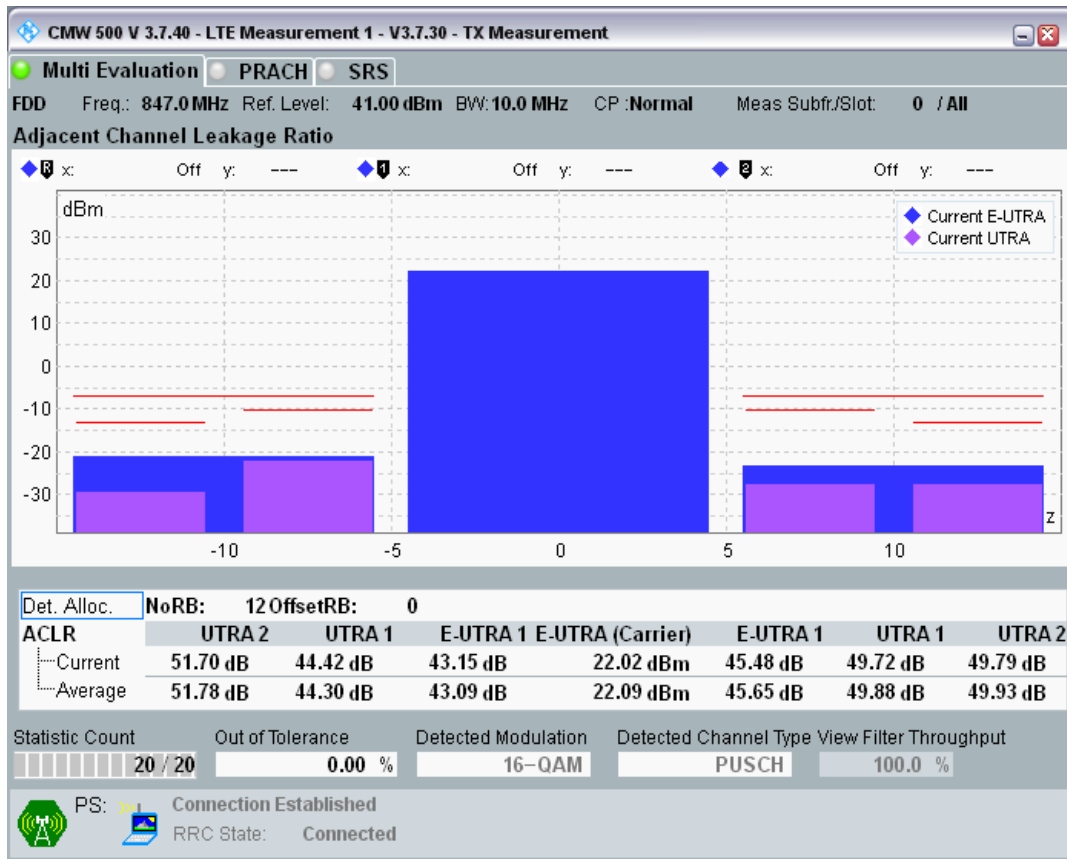 CMW 500 V 3.7.40 - LTE Measurement 1 - V3.7.30 - TX Measurement
Multi Evaluation PRACH SRS
FDD Freq.: 847.0 MHz Ref. Level: 41.00 dBm BW: 10.0 MHz CP :Normal Meas Subfr./Slot: 0 / All
Adjacent Channel Leakage Ratio
R x: Off y: --- 1 x: Off y: --- 2 x: Off y: ---
dBm
Current E-UTRA
Current UTRA
30
20
10
0
-10
-20
-30
z
-10 -5 0 5 10
Det. Alloc. NoRB: 12 OffsetRB: 0
ACLR UTRA 2 UTRA 1 E-UTRA 1 E-UTRA (Carrier) E-UTRA 1 UTRA 1 UTRA 2
Current 51.70 dB 44.42 dB 43.15 dB 22.02 dBm 45.48 dB 49.72 dB 49.79 dB
Average 51.78 dB 44.30 dB 43.09 dB 22.09 dBm 45.65 dB 49.88 dB 49.93 dB
Statistic Count Out of Tolerance Detected Modulation Detected Channel Type View Filter Throughput
20 / 20 0.00 % 16-QAM PUSCH 100.0 %
PS: Connection Established
RRC State: Connected